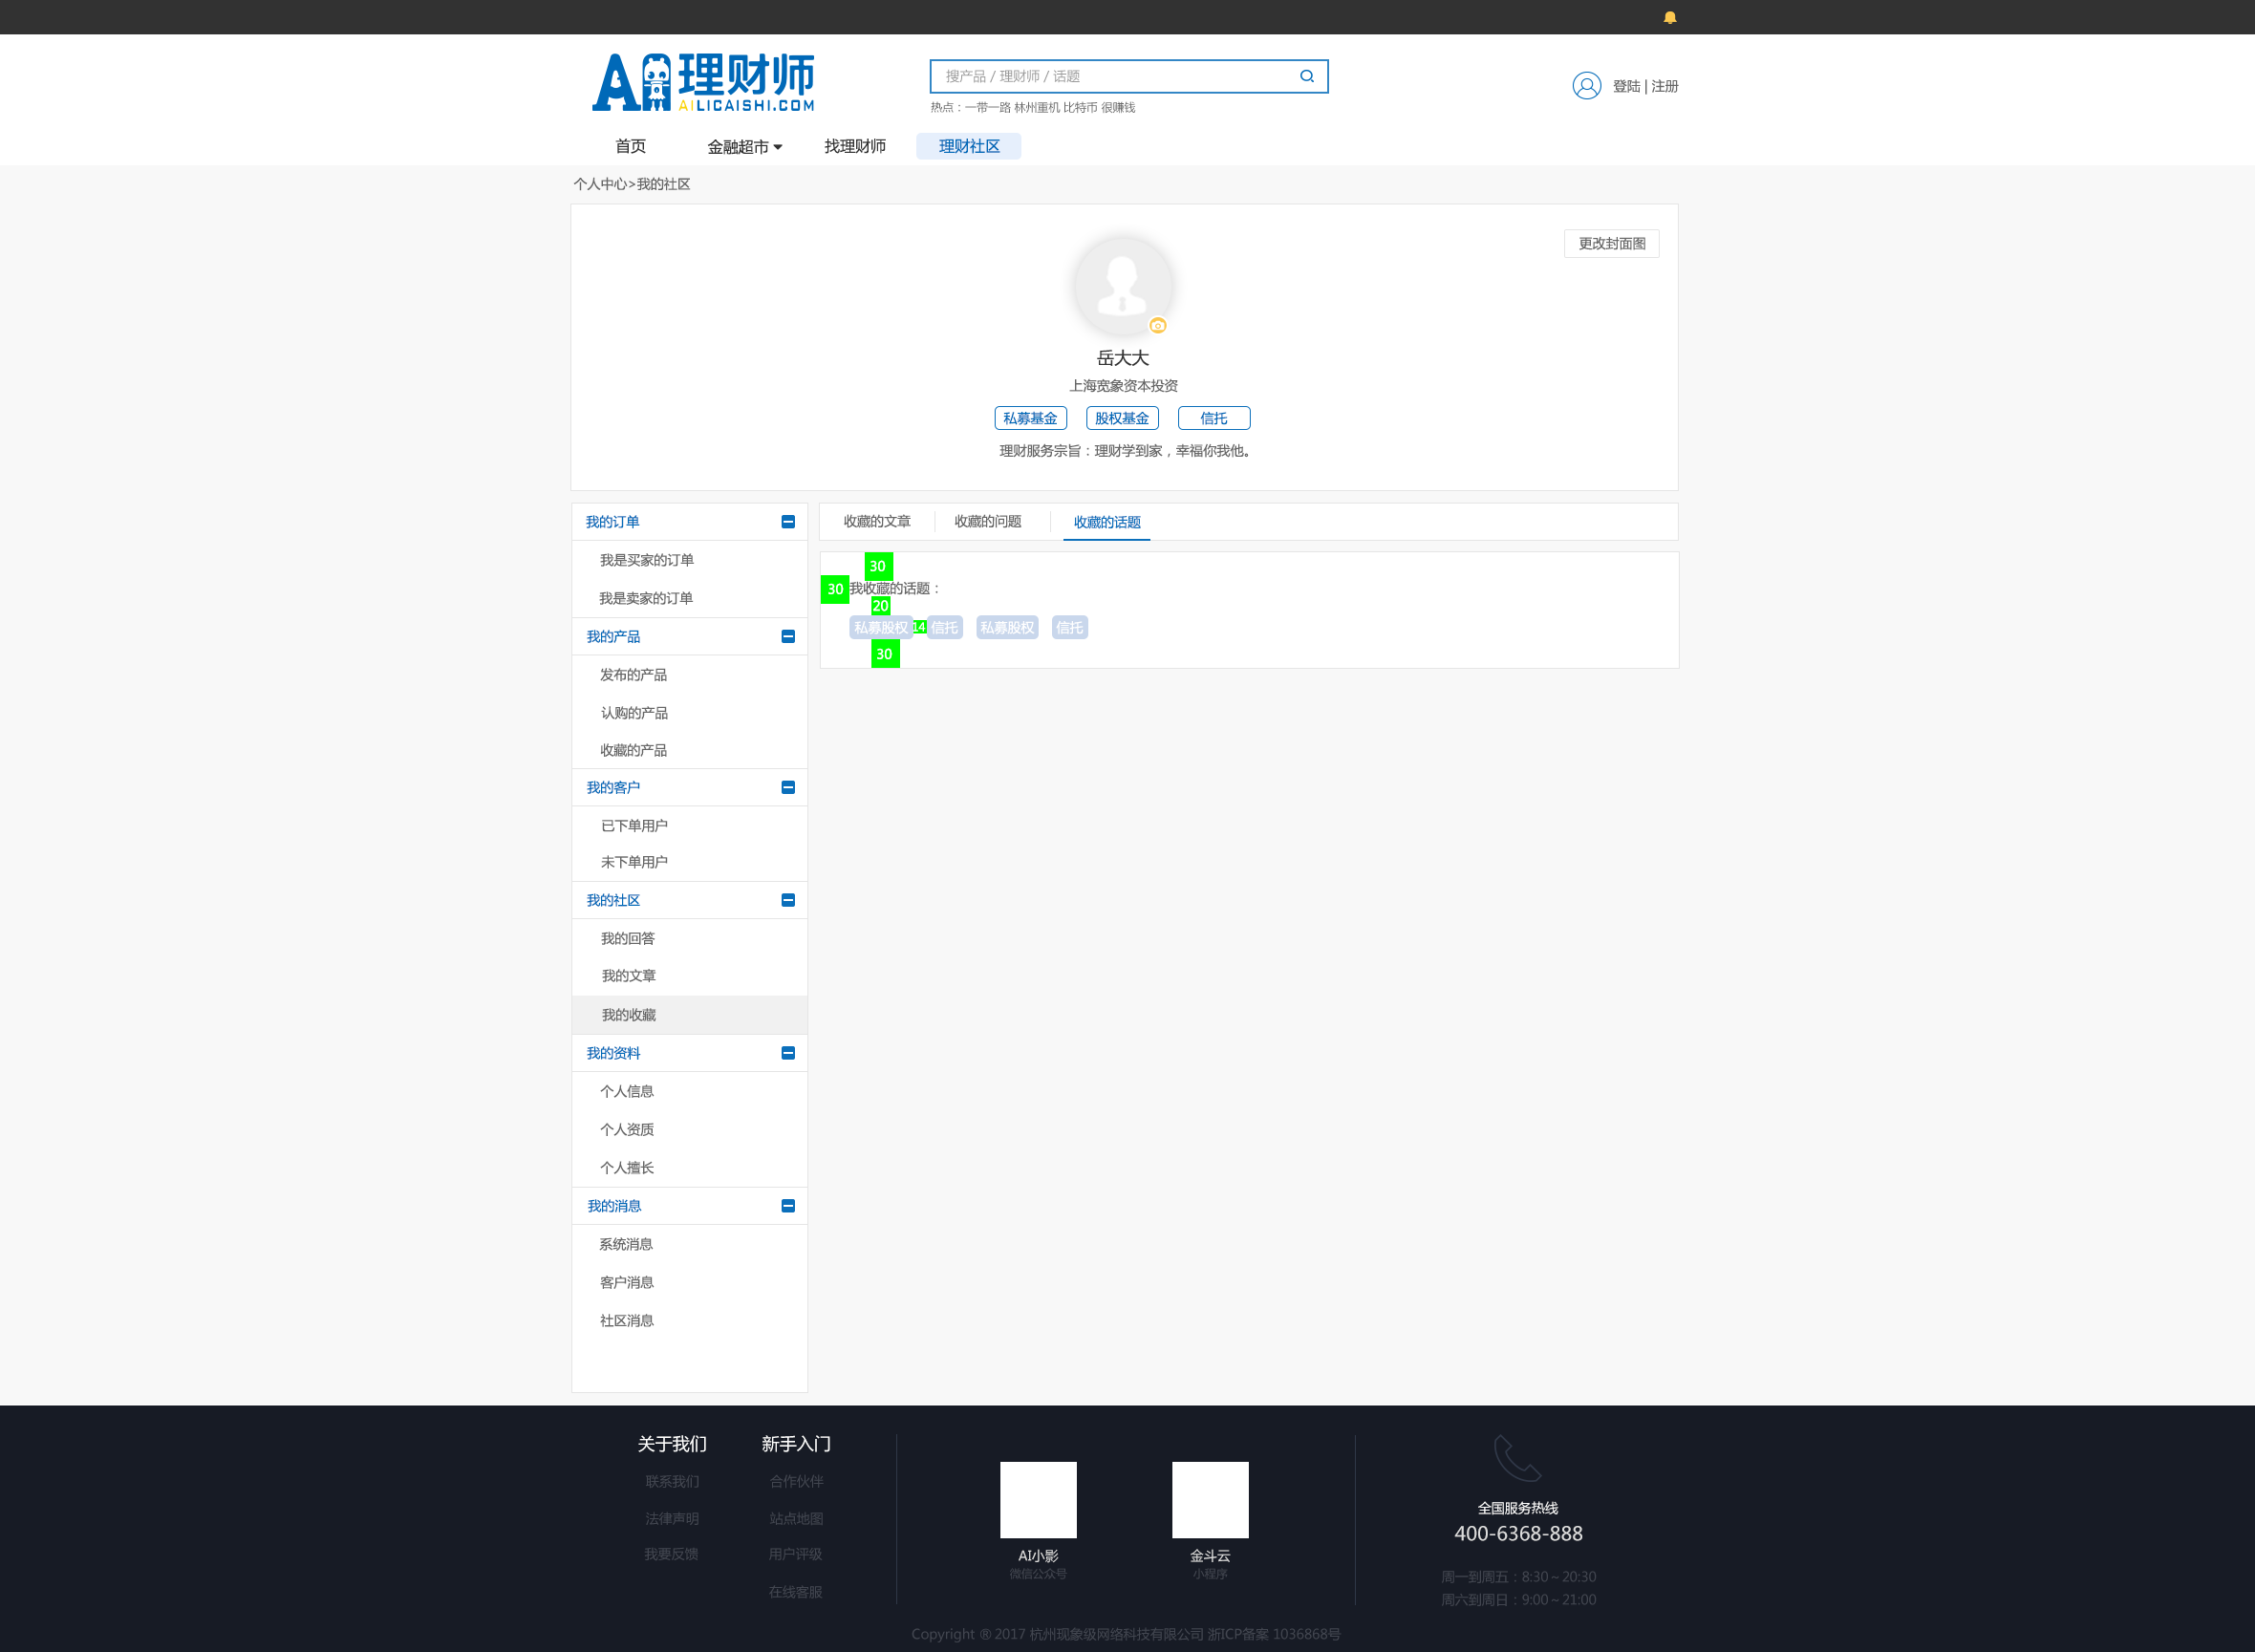 AI理财师
AILICAISHI.COM
搜产品 / 理财师 / 话题
热点：一带一路 林州重机 比特币 很赚钱
登陆 | 注册
首页 金融超市 找理财师 理财社区
个人中心>我的社区
更改封面图
岳大大
上海宽象资本投资
私募基金 股权基金 信托
理财服务宗旨：理财学到家，幸福你我他。
我的订单
我是买家的订单
我是卖家的订单
我的产品
发布的产品
认购的产品
收藏的产品
我的客户
已下单用户
未下单用户
我的社区
我的回答
我的文章
我的收藏
我的资料
个人信息
个人资质
个人擅长
我的消息
系统消息
客户消息
社区消息
收藏的文章 收藏的问题 收藏的话题
30
30 我收藏的话题：
20
私募股权 14 信托 私募股权 信托
30
关于我们
联系我们
法律声明
我要反馈
新手入门
合作伙伴
站点地图
用户评级
在线客服
AI小影
微信公众号
金斗云
小程序
全国服务热线
400-6368-888
周一到周五：8:30～20:30
周六到周日：9:00～21:00
Copyright ® 2017 杭州现象级网络科技有限公司 浙ICP备案 1036868号